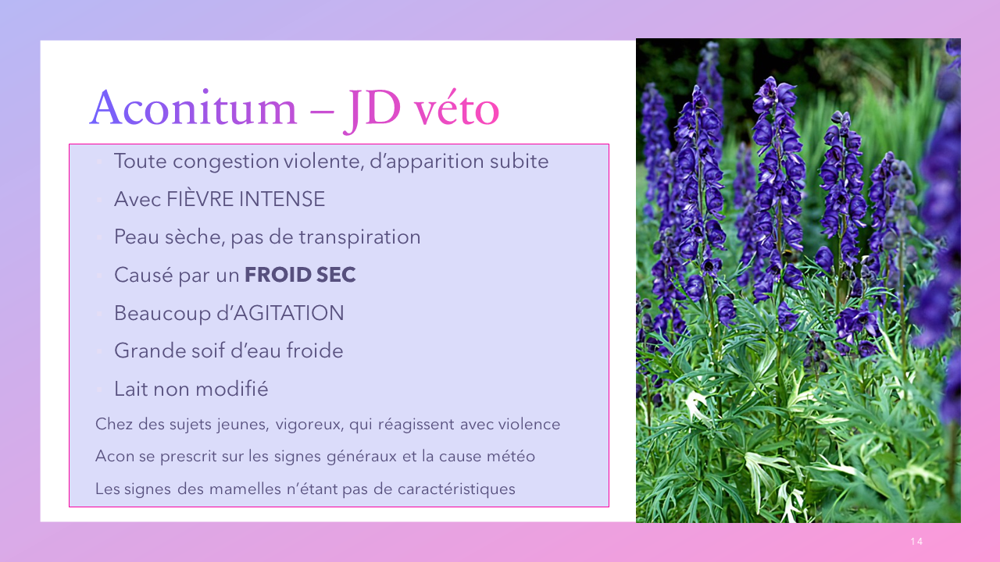 Aconitum – JD véto
Toute congestion violente, d’apparition subite
Avec FIÈVRE INTENSE
Peau sèche, pas de transpiration
Causé par un FROID SEC
Beaucoup d’AGITATION
Grande soif d’eau froide
Lait non modifié
Chez des sujets jeunes, vigoureux, qui réagissent avec violence
Acon se prescrit sur les signes généraux et la cause météo
Les signes des mamelles n’étant pas de caractéristiques
14